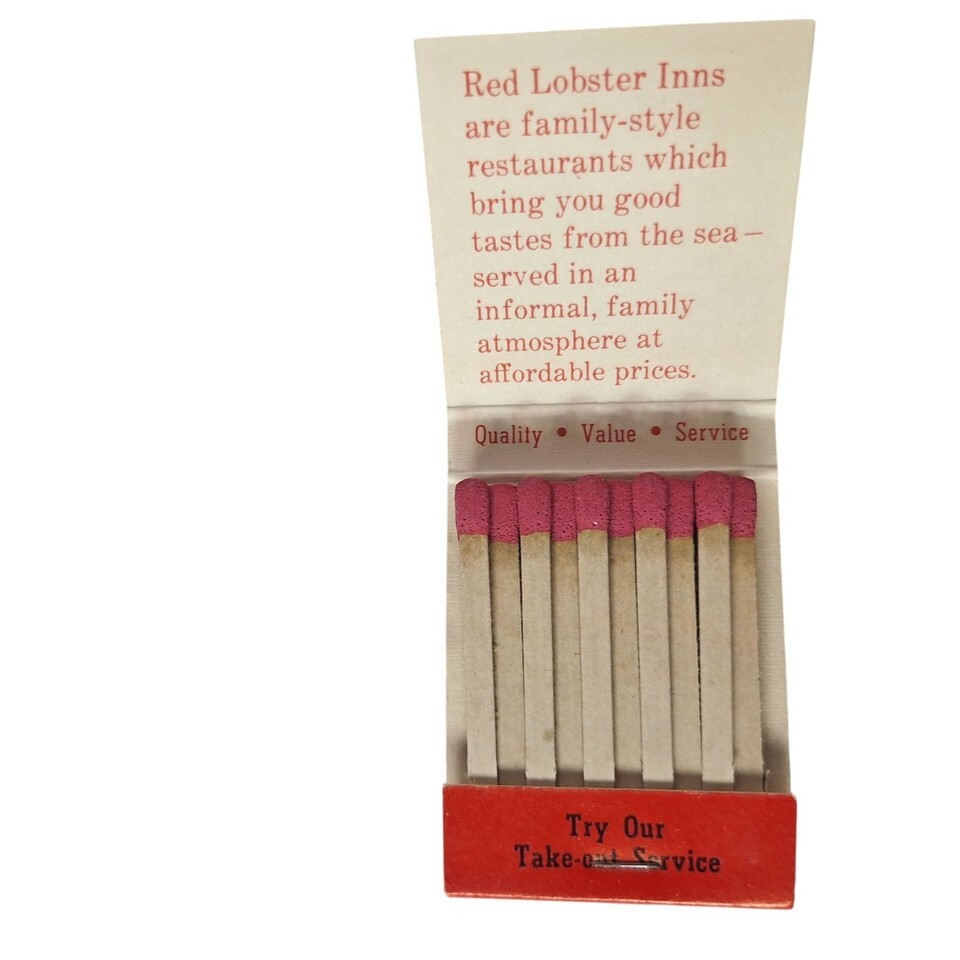 Red Lobster Inns
are family-style
restaurants which
bring you good
tastes from the sea—
served in an
informal, family
atmosphere at
affordable prices.
Quality • Value • Service
Try Our
Take-out Service